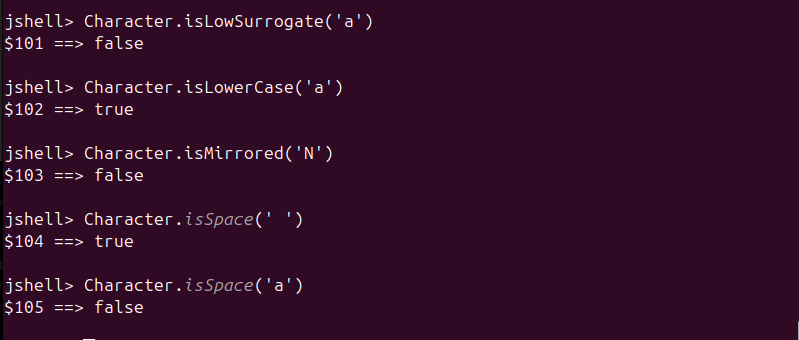 jshell> Character.isLowSurrogate('a')
$101 ==> false
jshell> Character.isLowerCase('a')
$102 ==> true
jshell> Character.isMirrored('N')
$103 ==> false
jshell> Character.isSpace(' ')
$104 ==> true
jshell> Character.isSpace('a')
$105 ==> false